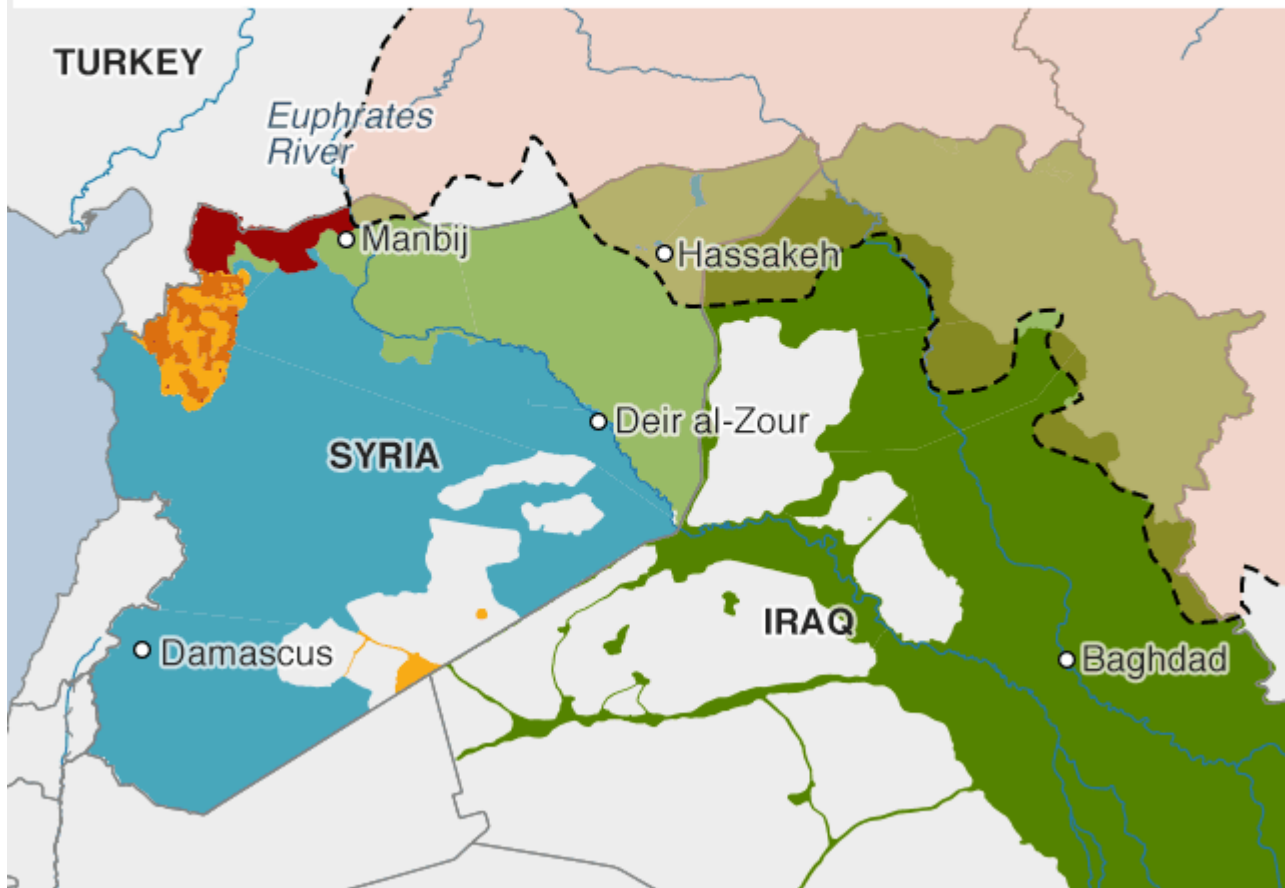 TURKEY
Euphrates
River
Manbij
Hassakeh
Deir al-Zour
SYRIA
IRAQ
Damascus
Baghdad